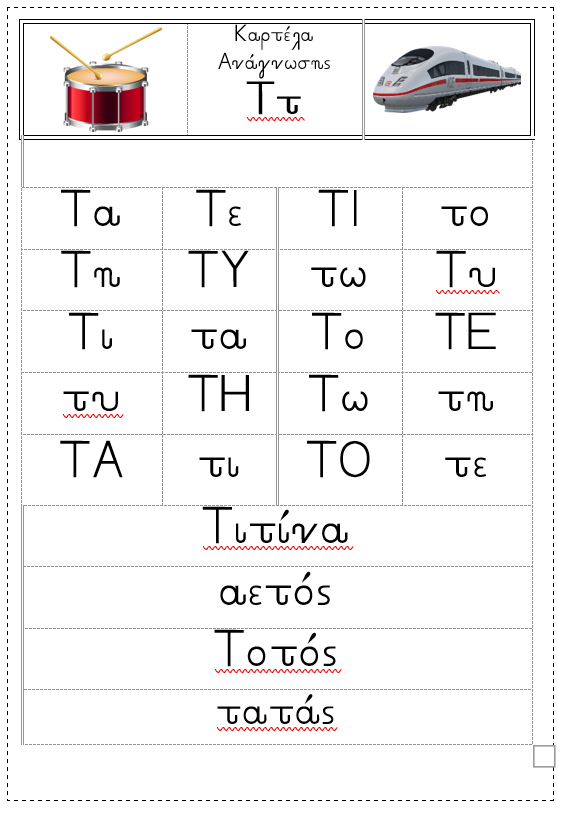 Καρτέλα
Ανάγνωσης
Τ τ
Τα Τε ΤΙ το
Τη ΤΥ τω Τυ
Τι τα Το ΤΕ
τυ ΤΗ Τω τη
ΤΑ τι ΤΟ τε
Τιτίνα
αετός
Τοτός
τατάς